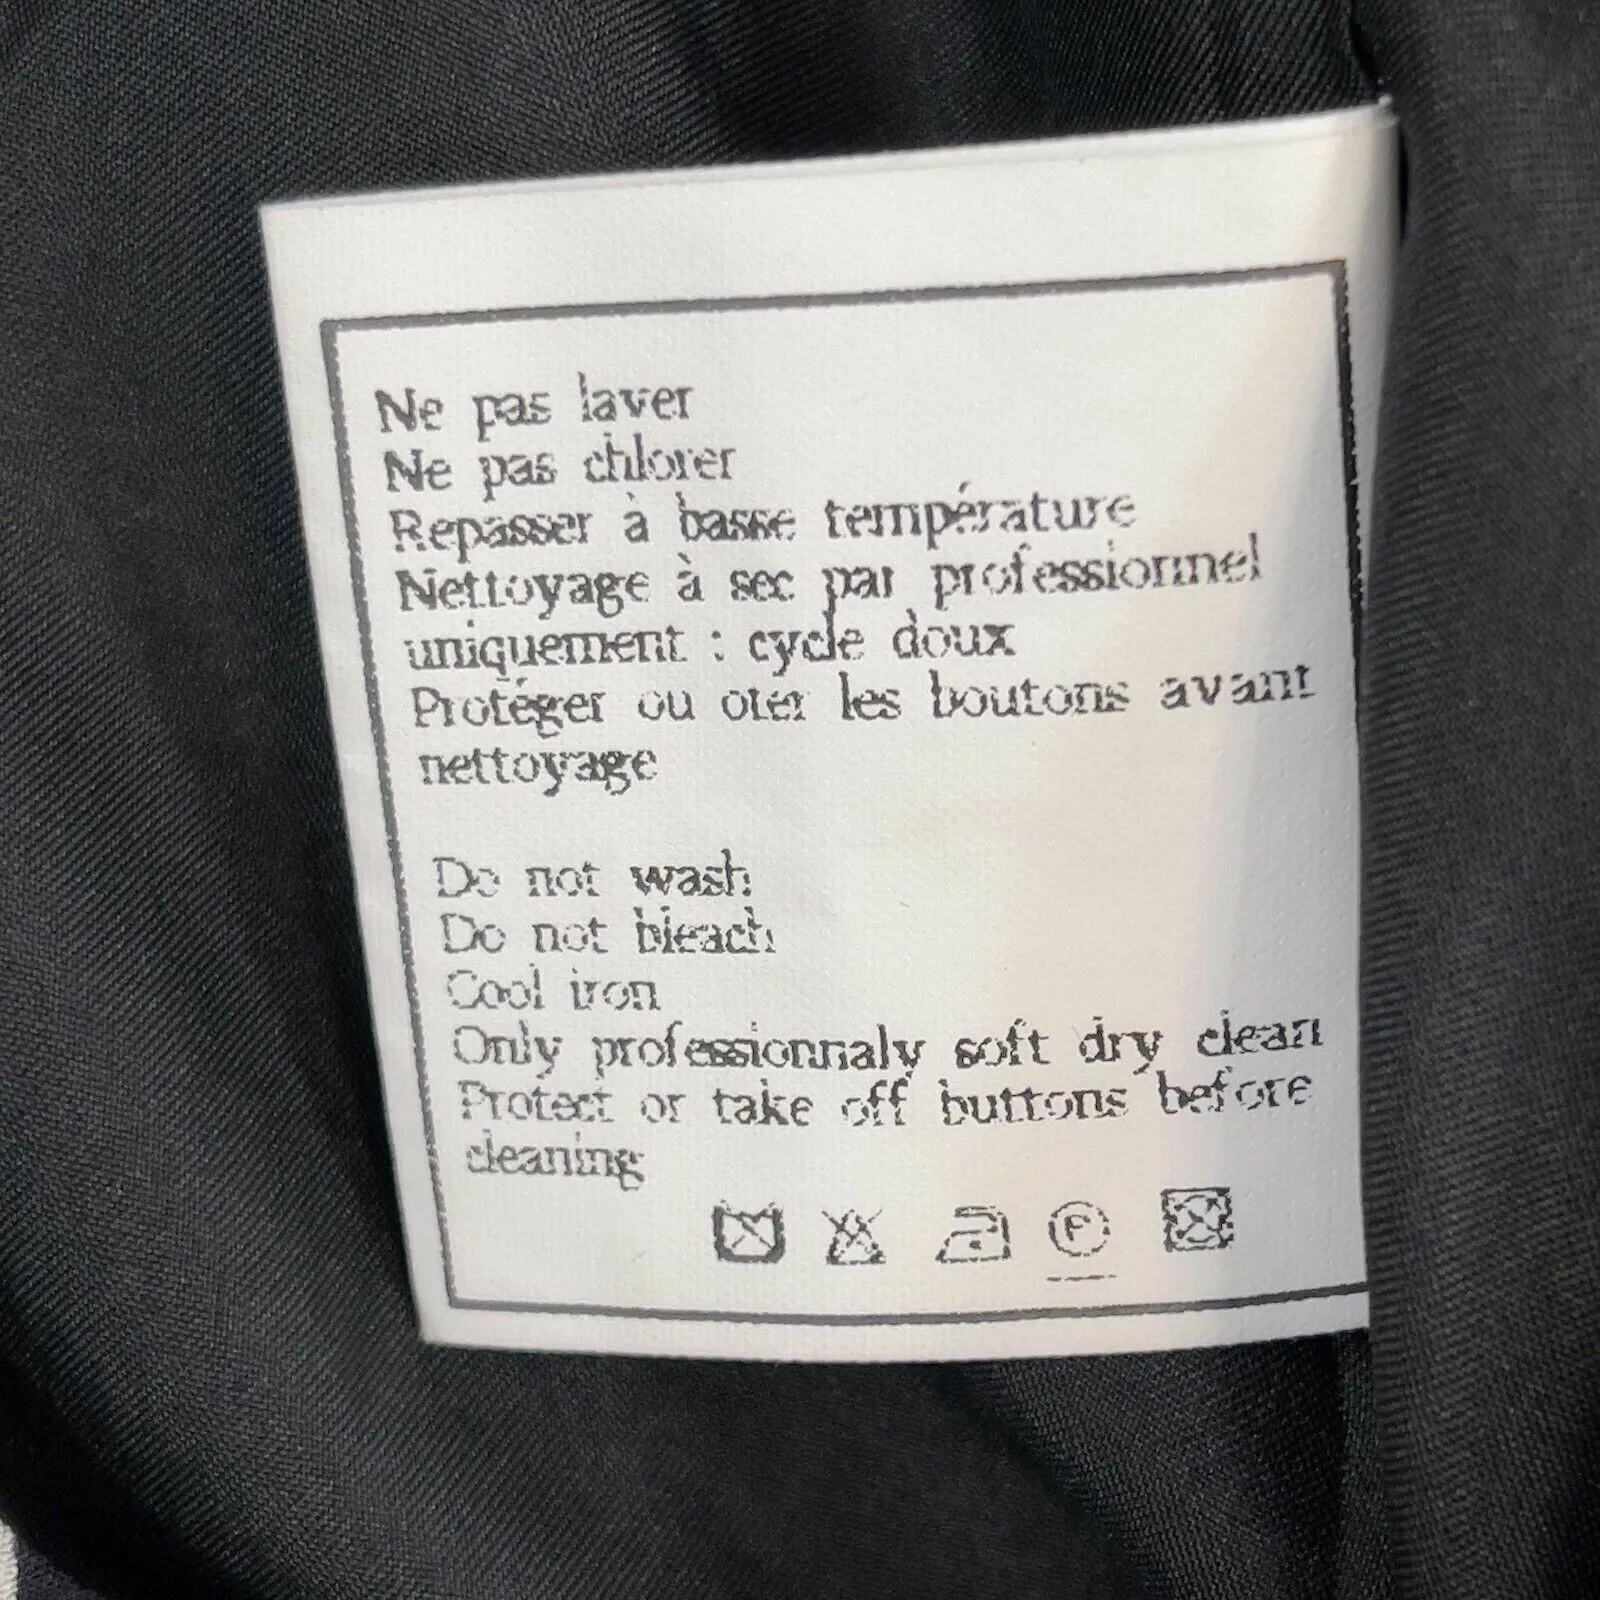 Ne pas laver
Ne pas chlorer
Repasser à basse température
Nettoyage à sec par professionnel
uniquement : cycle doux
Protéger ou oter les boutons avant
nettoyage
Do not wash
Do not bleach
Cool iron
Only professionnaly soft dry clean
Protect or take off buttons before
cleaning
P